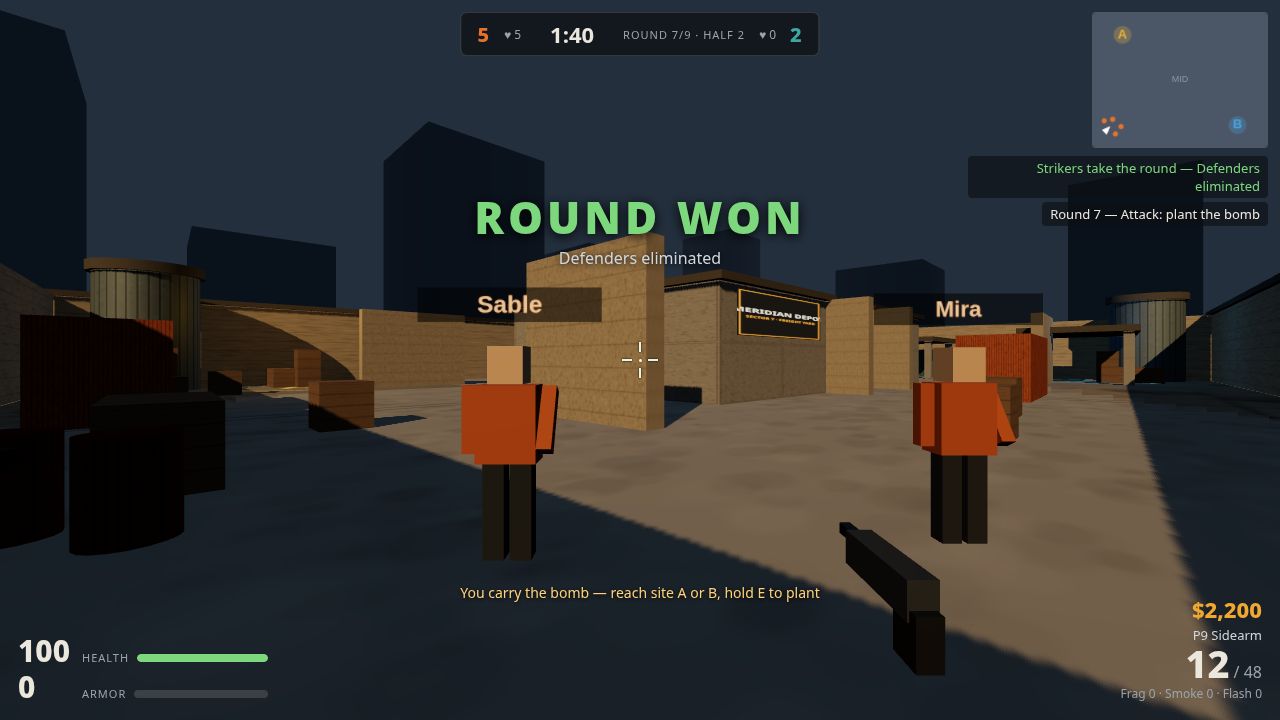 5 ♥ 5 1:40 ROUND 7/9 · HALF 2 ♥ 0 2
A
MID
B
Strikers take the round — Defenders
eliminated
Round 7 — Attack: plant the bomb
ROUND WON
Defenders eliminated
Sable
Mira
MERIDIAN DEPO
You carry the bomb — reach site A or B, hold E to plant
$2,200
P9 Sidearm
12 / 48
Frag 0 · Smoke 0 · Flash 0
100 HEALTH
0 ARMOR